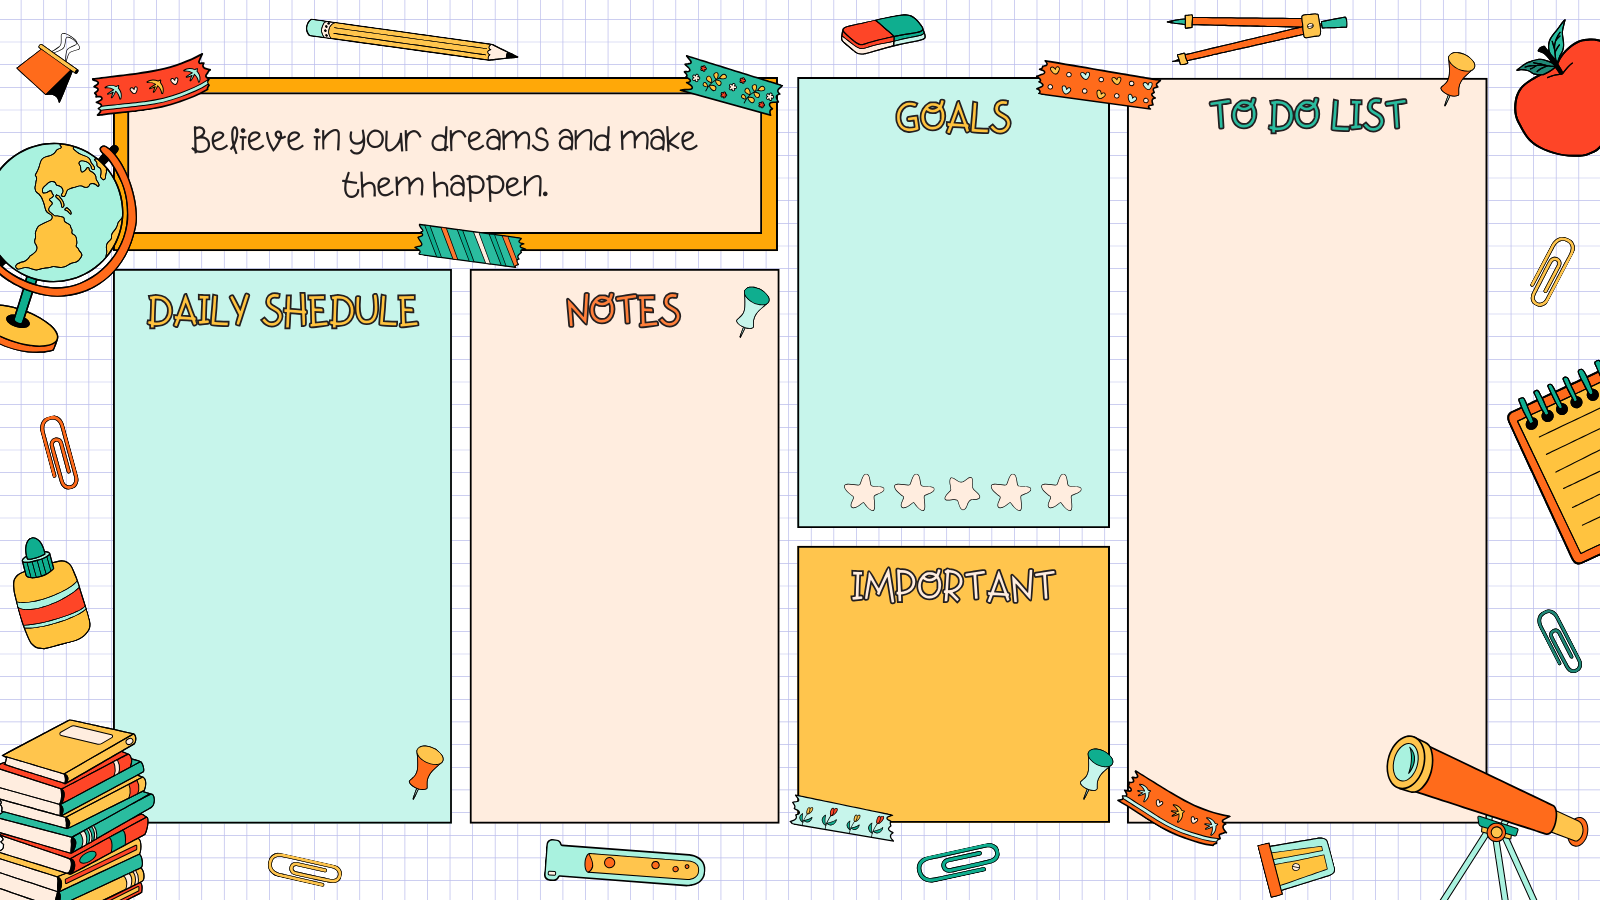 Believe in your dreams and make
them happen.
DAILY SHEDULE
NOTES
GOALS
IMPORTANT
TO DO LIST